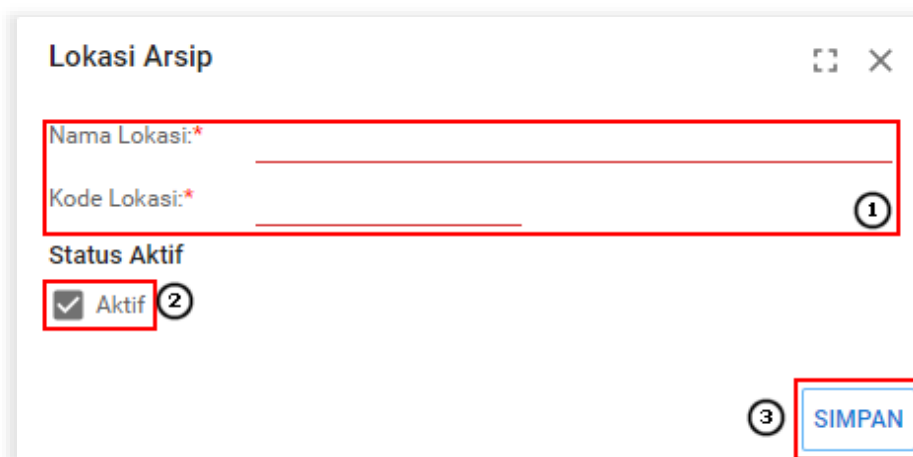 Lokasi Arsip
Nama Lokasi:*
Kode Lokasi:*
1
Status Aktif
Aktif 2
3 SIMPAN